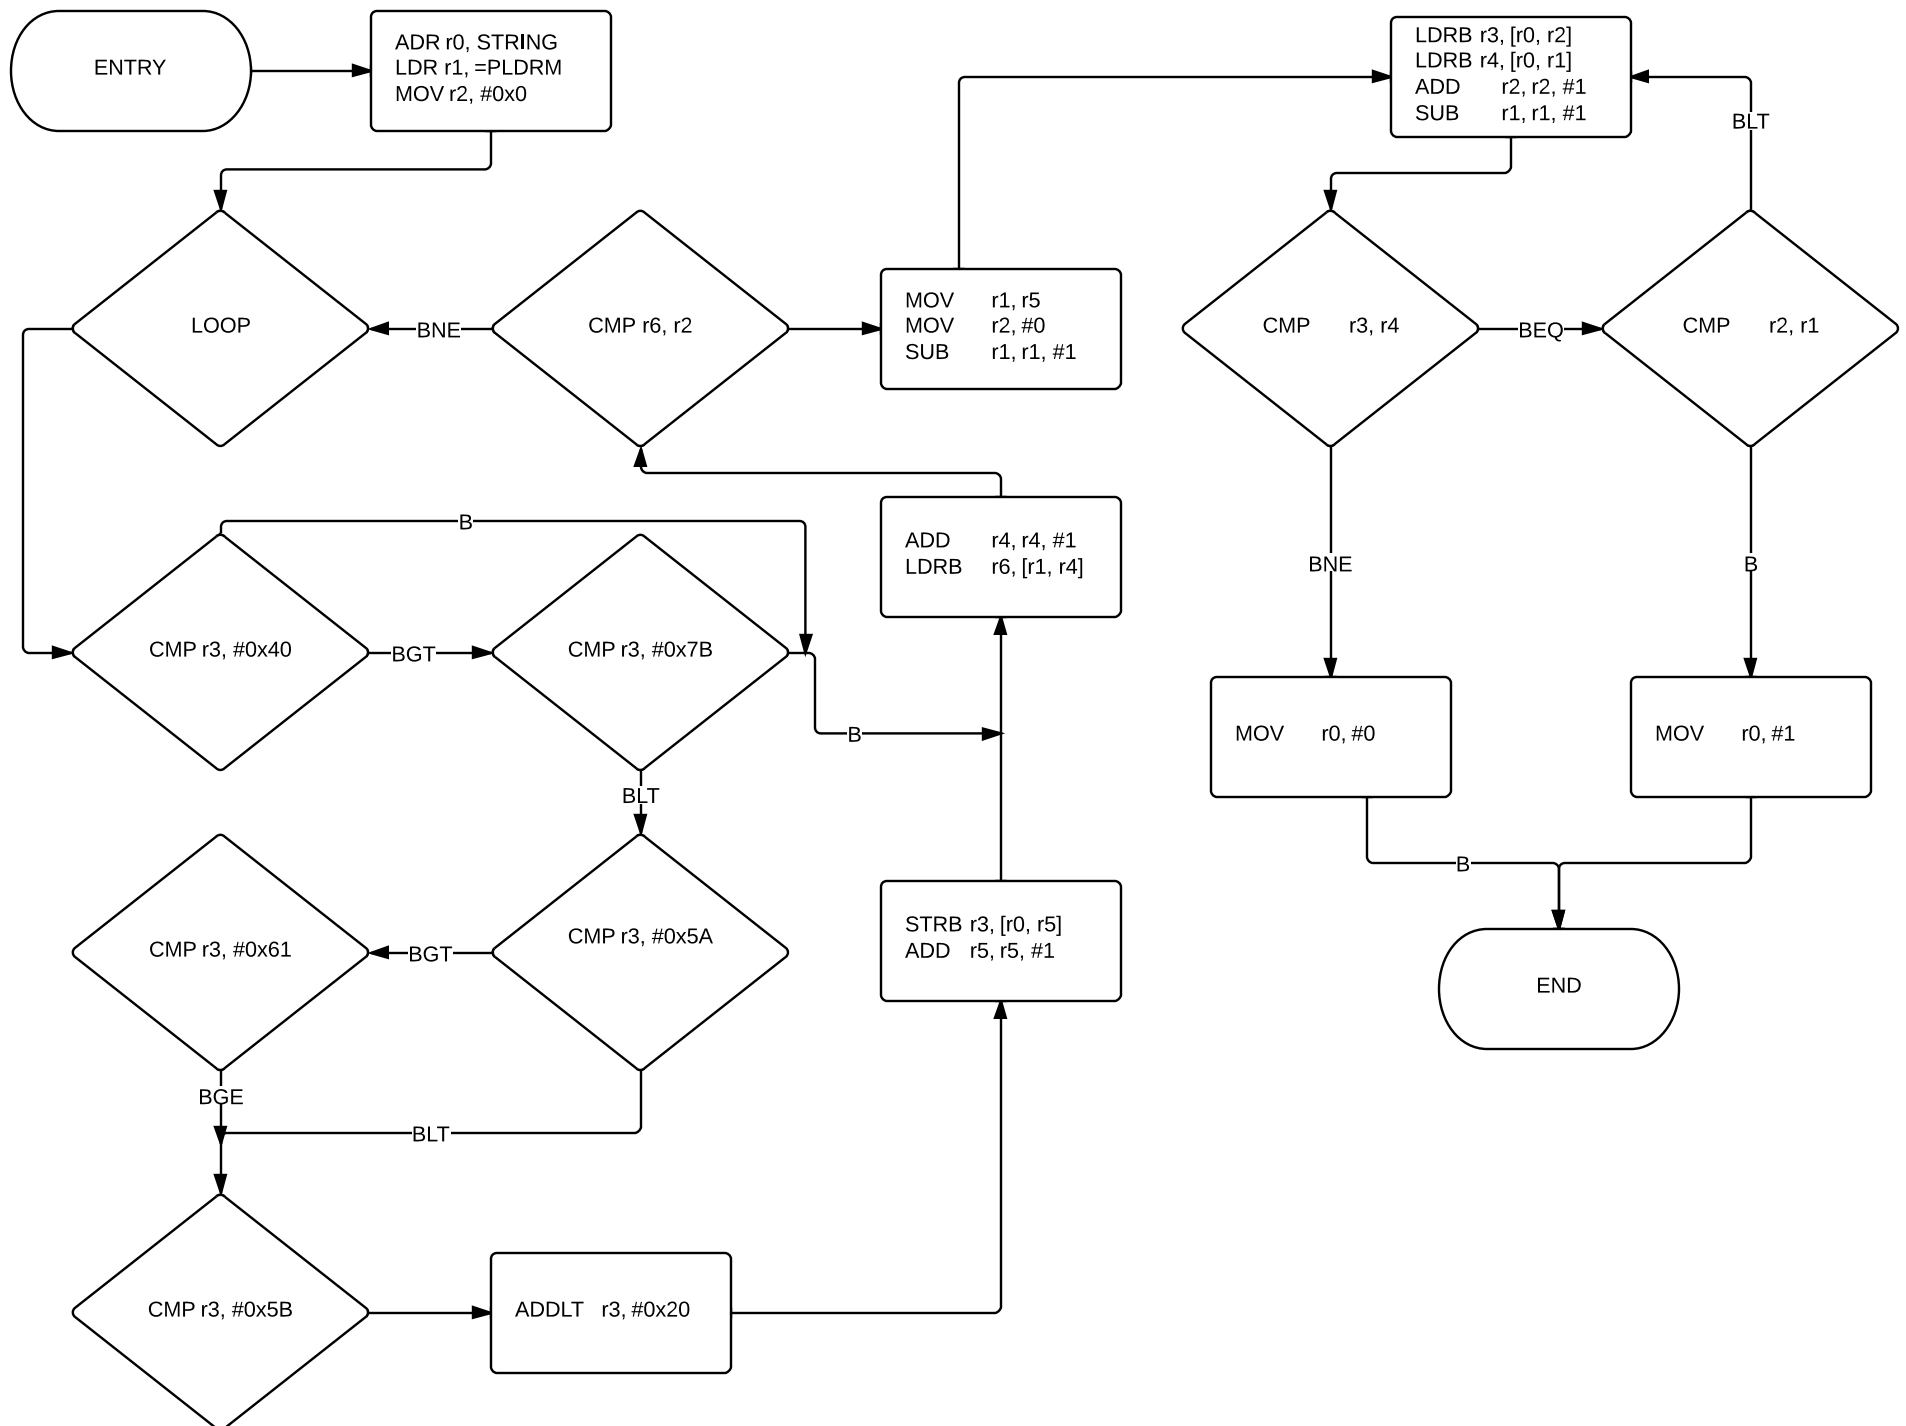 ENTRY
ADR r0, STRING
LDR r1, =PLDRM
MOV r2, #0x0
LDRB r3, [r0, r2]
LDRB r4, [r0, r1]
ADD r2, r2, #1
SUB r1, r1, #1
BLT
LOOP
BNE
CMP r6, r2
MOV r1, r5
MOV r2, #0
SUB r1, r1, #1
CMP r3, r4
BEQ
CMP r2, r1
B
ADD r4, r4, #1
LDRB r6, [r1, r4]
BNE
B
CMP r3, #0x40
BGT
CMP r3, #0x7B
B
MOV r0, #0
MOV r0, #1
BLT
B
CMP r3, #0x61
BGT
CMP r3, #0x5A
STRB r3, [r0, r5]
ADD r5, r5, #1
END
BGE
BLT
CMP r3, #0x5B
ADDLT r3, #0x20